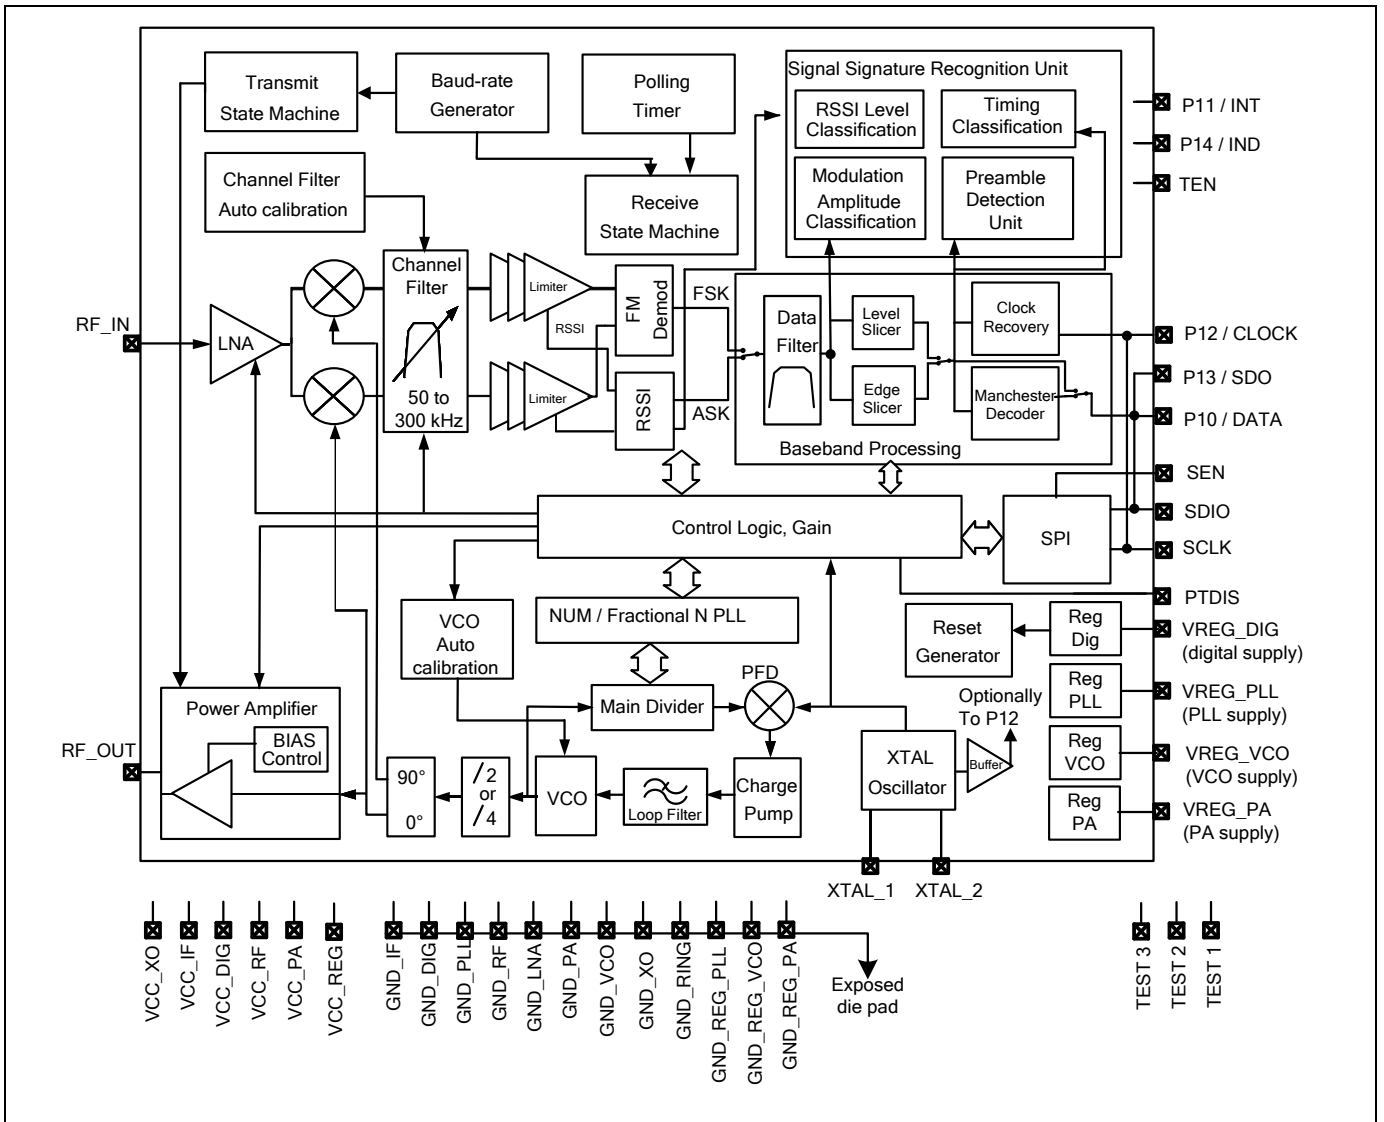 Transmit
State Machine
Baud-rate
Generator
Polling
Timer
Signal Signature Recognition Unit
RSSI Level
Classification
Timing
Classification
P11 / INT
P14 / IND
TEN
Channel Filter
Auto calibration
Receive
State Machine
Modulation
Amplitude
Classification
Preamble
Detection
Unit
Channel
Filter
50 to
300 kHz
Limiter
RSSI
Limiter
FM
Demod
RSSI
FSK
ASK
RF_IN
LNA
Data
Filter
Level
Slicer
Edge
Slicer
Clock
Recovery
Manchester
Decoder
Baseband Processing
P12 / CLOCK
P13 / SDO
P10 / DATA
SEN
SDIO
SCLK
PTDIS
Control Logic, Gain
SPI
VCO
Auto
calibration
NUM / Fractional N PLL
Main Divider
PFD
Reset
Generator
Reg
Dig
VREG_DIG
(digital supply)
Reg
PLL
VREG_PLL
(PLL supply)
Optionally
To P12
Reg
VCO
VREG_VCO
(VCO supply)
Reg
PA
VREG_PA
(PA supply)
Power Amplifier
BIAS
Control
RF_OUT
90°
0°
/2
or
/4
VCO
Loop Filter
Charge
Pump
XTAL
Oscillator
Buffer
XTAL_1
XTAL_2
VCC_XO
VCC_IF
VCC_DIG
VCC_RF
VCC_PA
VCC_REG
GND_IF
GND_DIG
GND_PLL
GND_RF
GND_LNA
GND_PA
GND_VCO
GND_XO
GND_RING
GND_REG_PLL
GND_REG_VCO
GND_REG_PA
Exposed
die pad
TEST 3
TEST 2
TEST 1